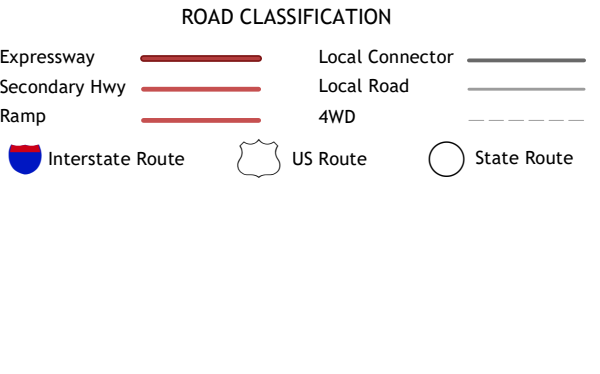 ROAD CLASSIFICATION
Expressway
Local Connector
Secondary Hwy
Local Road
Ramp
4WD
Interstate Route
US Route
State Route